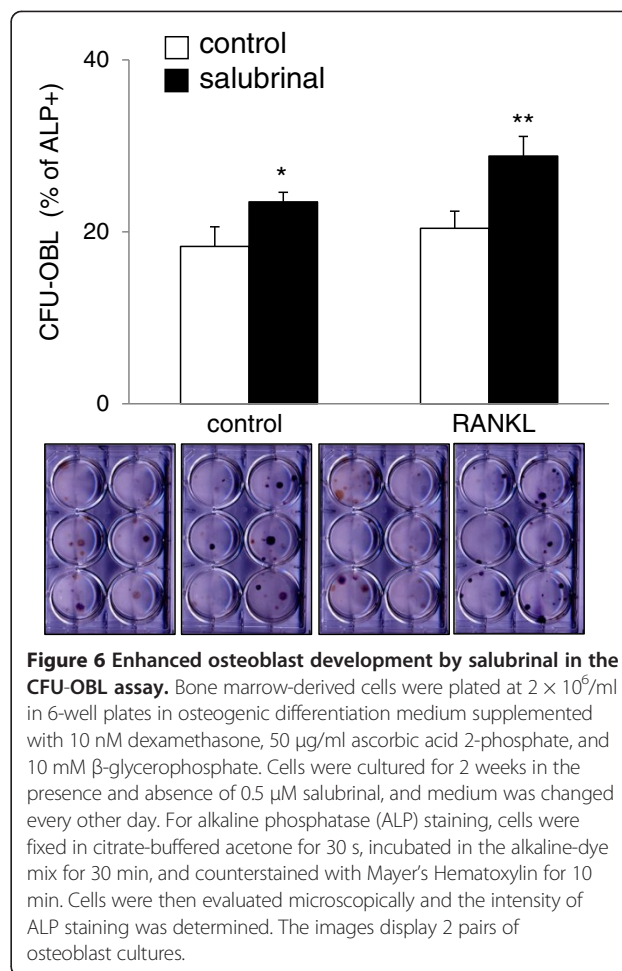 control
salubrinal
40
20
0
CFU-OBL (% of ALP+)
*
**
control
RANKL
Figure 6 Enhanced osteoblast development by salubrinal in the
CFU-OBL assay. Bone marrow-derived cells were plated at 2 × 10⁶/ml
in 6-well plates in osteogenic differentiation medium supplemented
with 10 nM dexamethasone, 50 μg/ml ascorbic acid 2-phosphate, and
10 mM β-glycerophosphate. Cells were cultured for 2 weeks in the
presence and absence of 0.5 μM salubrinal, and medium was changed
every other day. For alkaline phosphatase (ALP) staining, cells were
fixed in citrate-buffered acetone for 30 s, incubated in the alkaline-dye
mix for 30 min, and counterstained with Mayer's Hematoxylin for 10
min. Cells were then evaluated microscopically and the intensity of
ALP staining was determined. The images display 2 pairs of
osteoblast cultures.